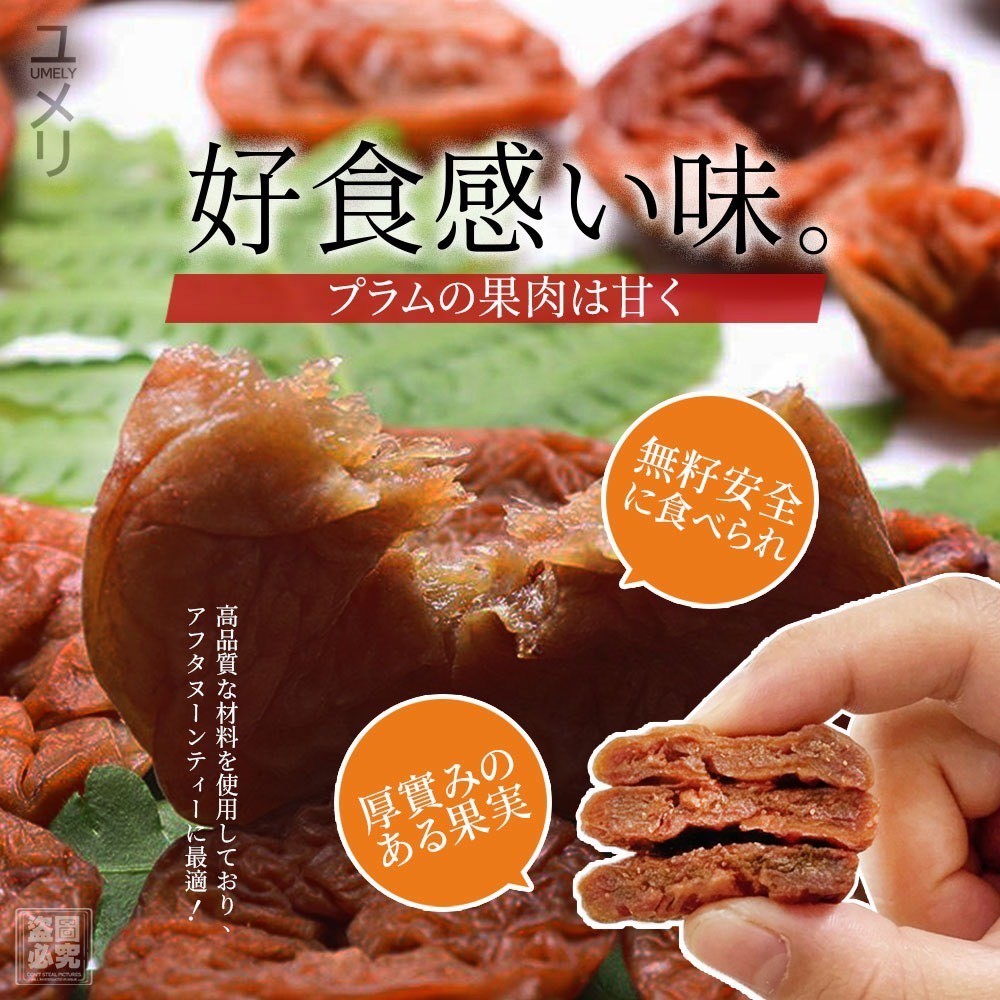 ユメリ
UMELY
好食感い味。
プラムの果肉は甘く
無籽安全
に食べられ
高品質な材料を使用しており、
アフタヌーンティーに最適！
厚實みの
ある果実
盜圖
必究
DON'T STEAL PICTURES